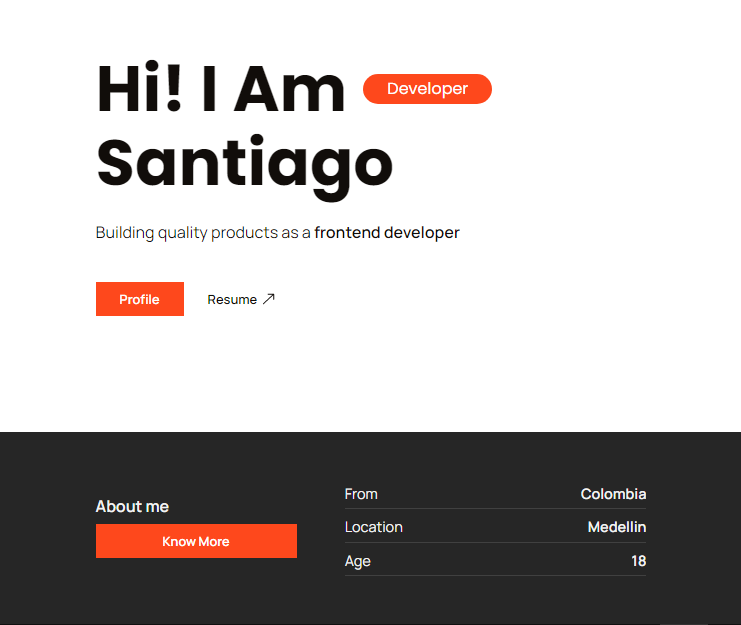 Hi! I Am Developer
Santiago
Building quality products as a frontend developer
Profile Resume
About me
Know More
From Colombia
Location Medellin
Age 18